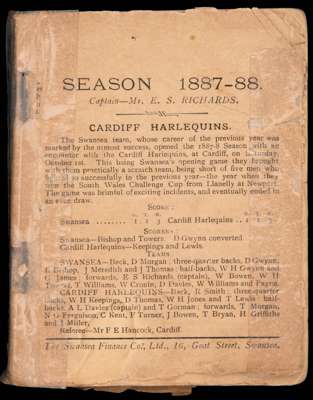 SEASON 1887-88.
Captain—Mr. E. S. RICHARDS.
CARDIFF HARLEQUINS.
The Swansea team, whose career of the previous year was
marked by the utmost success, opened the 1887-8 Season with an
encounter with the Cardiff Harlequins, at Cardiff, on Saturday,
October 1st. This being Swansea's opening game they brought
with them practically a scratch team, being short of five men who
helped so successfully in the previous year—the year when they
won the South Wales Challenge Cup from Llanelly at Newport.
The game was brimful of exciting incidents, and eventually ended in
an even draw.
SCORE:
G. T. M. G. T. M.
Swansea ......... 1 1 3 Cardiff Harlequins .. 1 1 3
SCORERS:
Swansea—Bishop and Towers. D Gwynn converted
Cardiff Harlequins—Keepings and Lewis.
TEAMS
SWANSEA—Back, D Morgan: three-quarter backs, D Gwynn,
E Bishop, J Meredith and J Thomas: half-backs, W H Gwynn and
C James: forwards, E S Richards (captain), W Bowen, W H
Towers, T Williams, W Cronin, D Davies, W Williams and Payne.
CARDIFF HARLEQUINS—Back, R Smith: three-quarter
backs, W H Keepings, D Thomas, W H Jones and T Lewis: half-
backs: A L Davies (captain) and T Gorman: forwards, T Morgan,
N G Ferguson, C Kent, F Turner, J Bowen, T Bryan, H Griffiths
and J Miller,
Referee—Mr F E Hancock, Cardiff.
The Swansea Finance Co., Ltd., 16, Goat Street, Swansea.